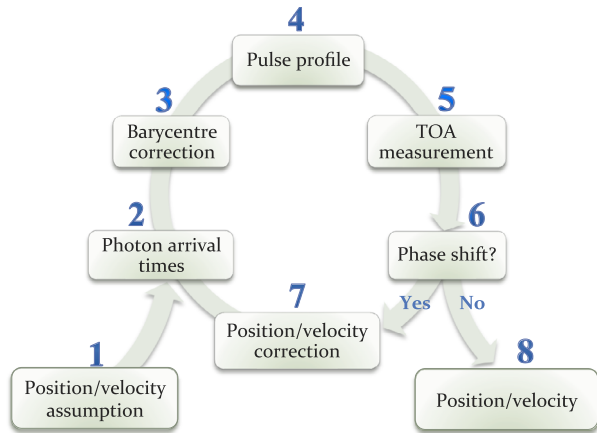 1
Position/velocity
assumption
2
Photon arrival
times
3
Barycentre
correction
4
Pulse profile
5
TOA
measurement
6
Phase shift?
Yes
No
7
Position/velocity
correction
8
Position/velocity